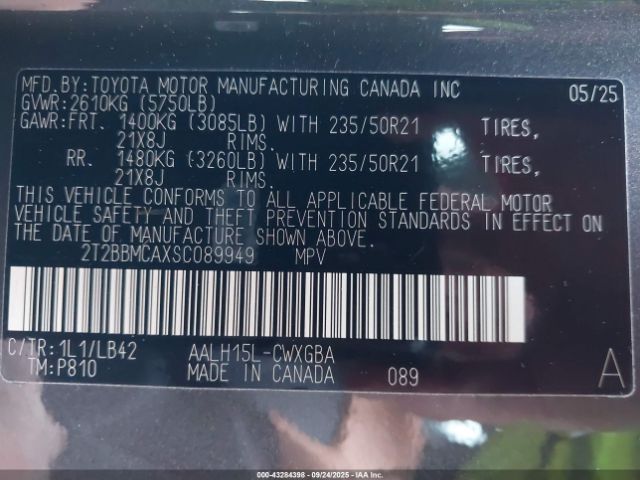 MFD.BY:TOYOTA MOTOR MANUFACTURING CANADA INC 05/25
GVWR:2610KG (5750LB)
GAWR:FRT. 1400KG (3085LB) WITH 235/50R21 TIRES,
21X8J RIMS.
RR. 1480KG (3260LB) WITH 235/50R21 TIRES,
21X8J RIMS.
THIS VEHICLE CONFORMS TO ALL APPLICABLE FEDERAL MOTOR
VEHICLE SAFETY AND THEFT PREVENTION STANDARDS IN EFFECT ON
THE DATE OF MANUFACTURE SHOWN ABOVE.
2T2BBMCAXSC089949 MPV
C/TR:1L1/LB42 AALH15L-CWXGBA
TM:P810 MADE IN CANADA 089 A
000-43284398 - 09/24/2025 - IAA Corp.